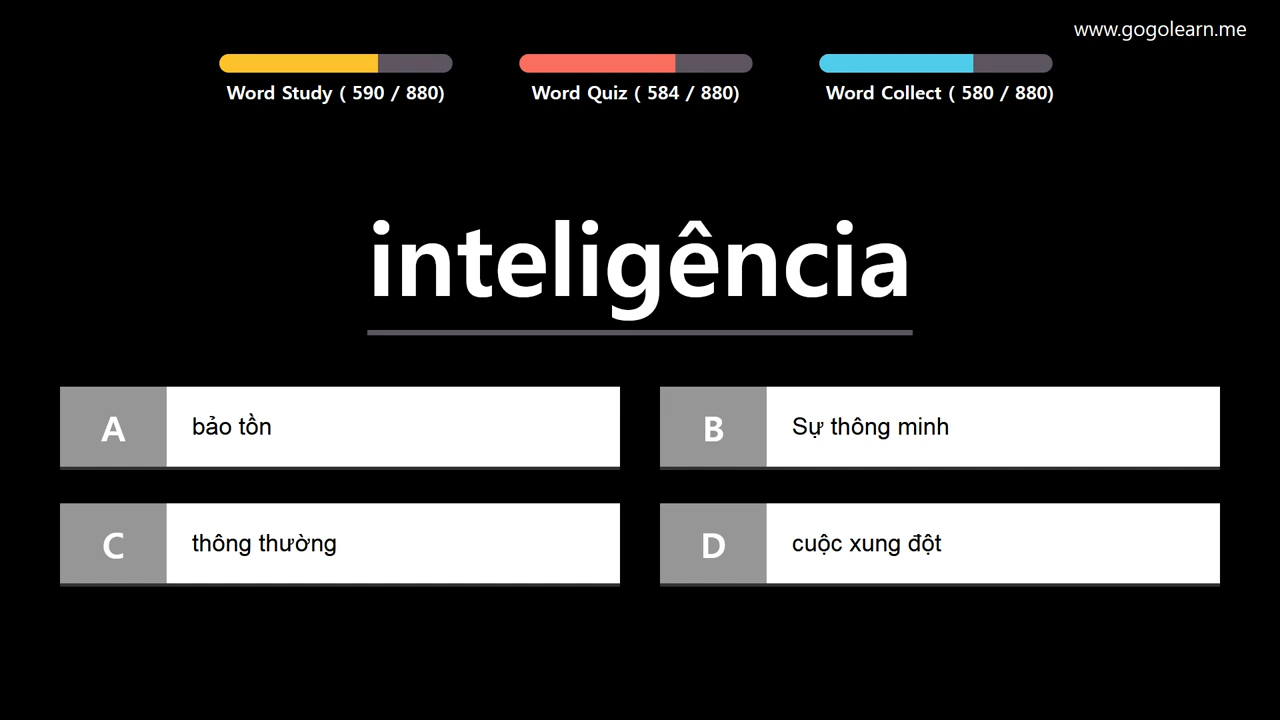 www.gogolearn.me
Word Study ( 590 / 880)
Word Quiz ( 584 / 880)
Word Collect ( 580 / 880)
inteligência
A bảo tồn
B Sự thông minh
C thông thường
D cuộc xung đột